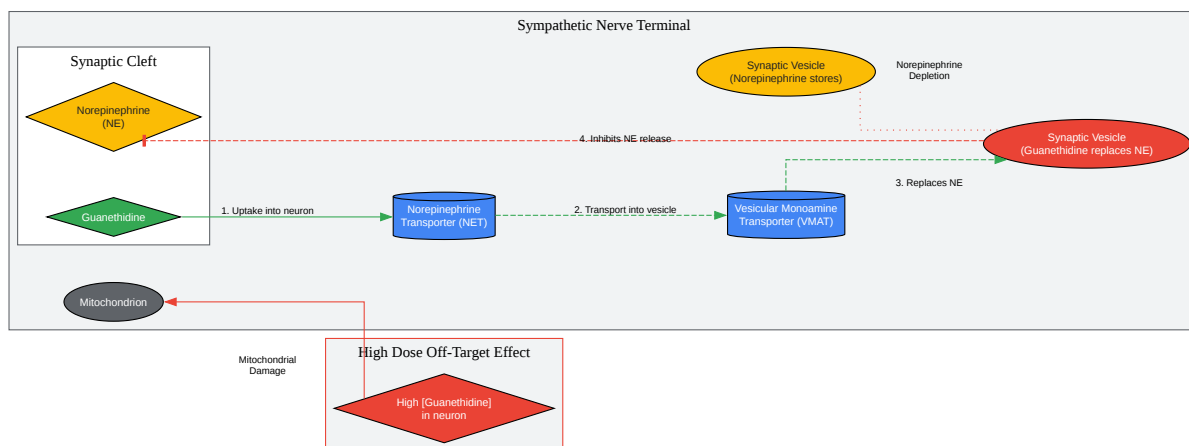 Sympathetic Nerve Terminal
Synaptic Cleft
Norepinephrine
(NE)
Synaptic Vesicle
(Norepinephrine stores)
Norepinephrine
Depletion
4. Inhibits NE release
Synaptic Vesicle
(Guanethidine replaces NE)
3. Replaces NE
Guanethidine
1. Uptake into neuron
Norepinephrine
Transporter (NET)
2. Transport into vesicle
Vesicular Monoamine
Transporter (VMAT)
Mitochondrion
Mitochondrial
Damage
High Dose Off-Target Effect
High [Guanethidine]
in neuron